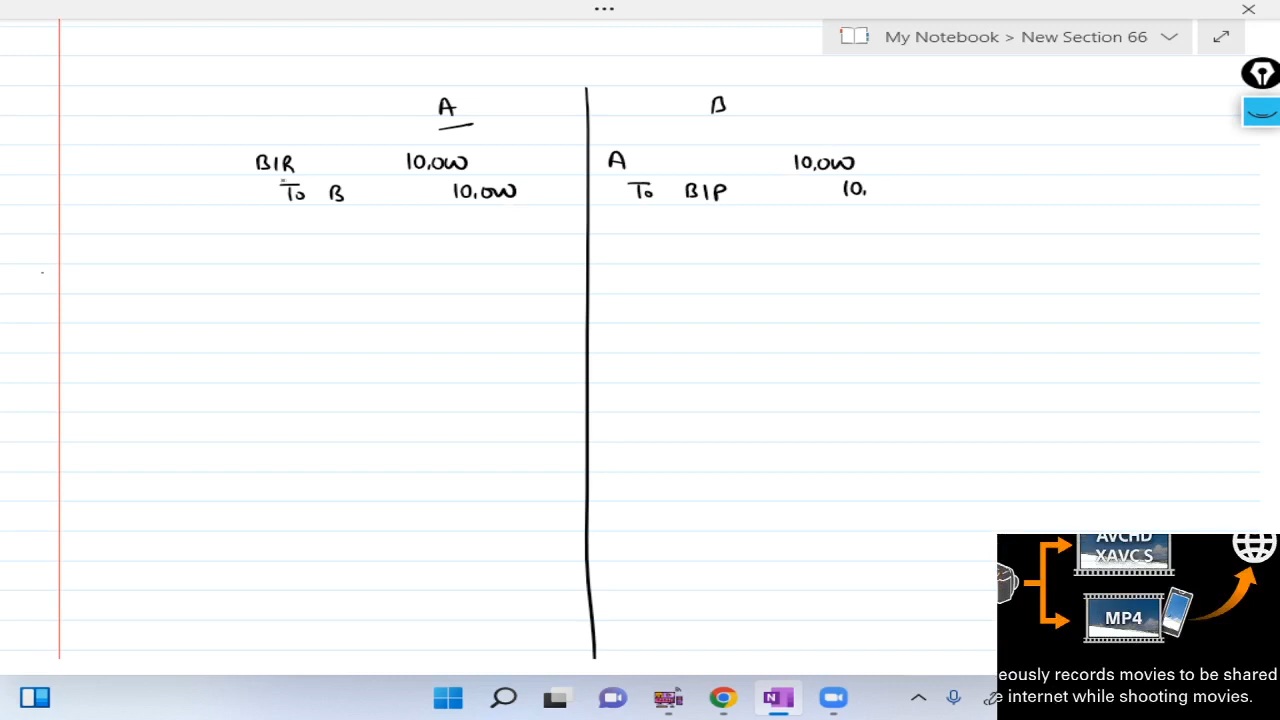 My Notebook > New Section 66
A
B
B/R 10,000
To B 10,000
A 10,000
To B/P 10,
AVCHD
XAVC S
MP4
eously records movies to be shared
e internet while shooting movies.